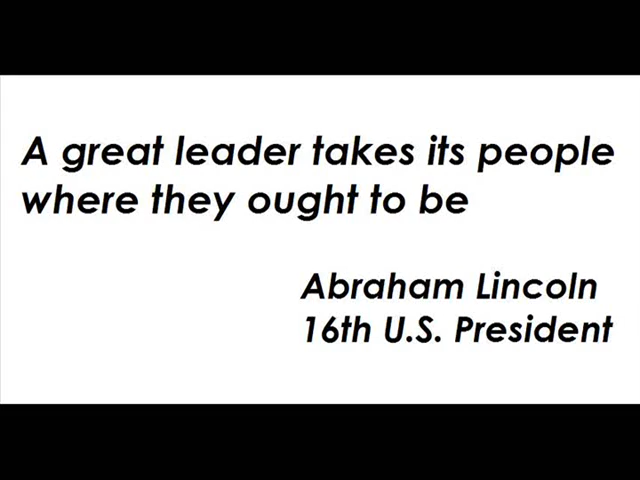 A great leader takes its people
where they ought to be
Abraham Lincoln
16th U.S. President